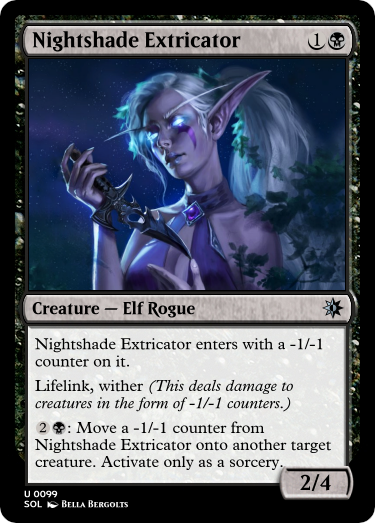 Nightshade Extricator 1
Creature — Elf Rogue
Nightshade Extricator enters with a -1/-1
counter on it.
Lifelink, wither (This deals damage to
creatures in the form of -1/-1 counters.)
2 : Move a -1/-1 counter from
Nightshade Extricator onto another target
creature. Activate only as a sorcery.
2/4
U 0099
SOL Bella Bergolts